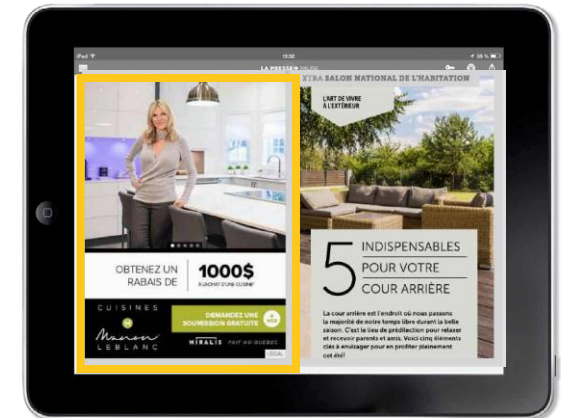 iPad
13:52
LA PRESSE+
XTRA SALON NATIONAL DE L'HABITATION
L'ART DE VIVRE
À L'EXTÉRIEUR
OBTENEZ UN
RABAIS DE
1000$
À L'ACHAT D'UNE CUISINE*
CUISINES
M
Manon
LEBLANC
DEMANDEZ UNE
SOUMISSION GRATUITE
MIRALIS FAIT AU QUÉBEC
LÉGAL
5 INDISPENSABLES
POUR VOTRE
COUR ARRIÈRE
La cour arrière est l'endroit où nous passons
la majorité de notre temps libre durant la belle
saison. C'est le lieu de prédilection pour relaxer
et recevoir parents et amis. Voici cinq éléments
clés à envisager pour en profiter pleinement
cet été!